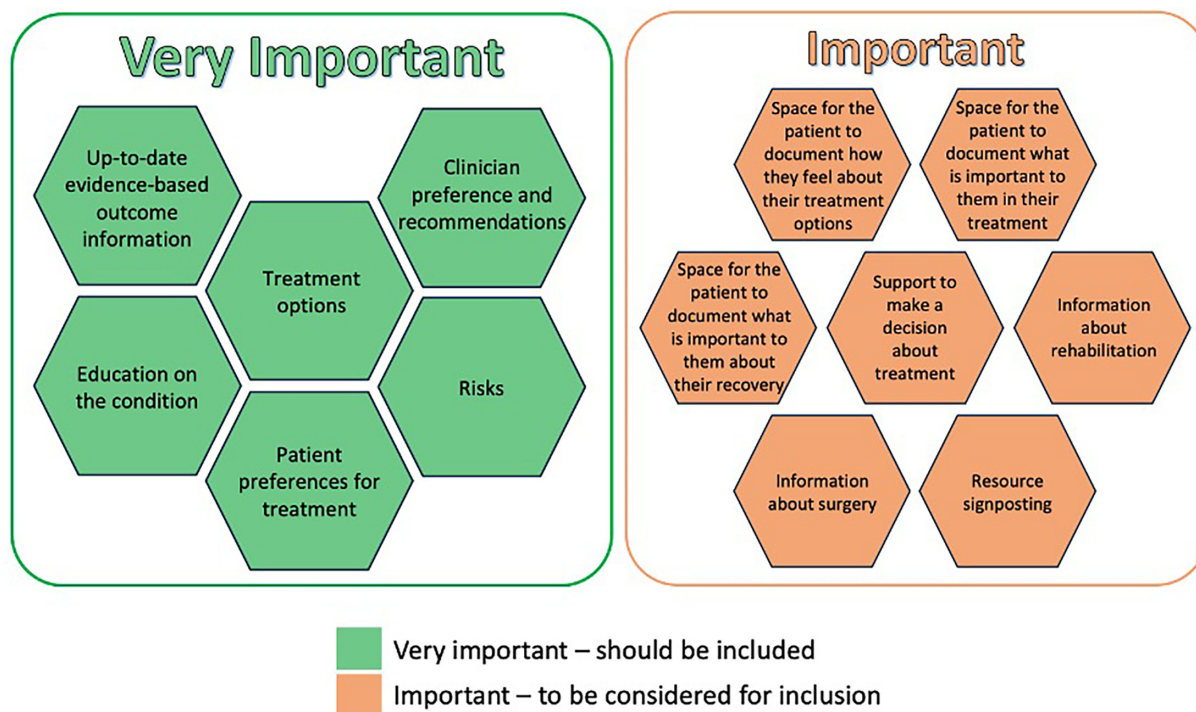 Very Important
Up-to-date
evidence-based
outcome
information
Clinician
preference and
recommendations
Treatment
options
Education on
the condition
Risks
Patient
preferences for
treatment
Important
Space for the
patient to
document how
they feel about
their treatment
options
Space for the
patient to
document what
is important to
them in their
treatment
Space for the
patient to
document what
is important to
them about
their recovery
Support to
make a
decision
about
treatment
Information
about
rehabilitation
Information
about surgery
Resource
signposting
Very important – should be included
Important – to be considered for inclusion